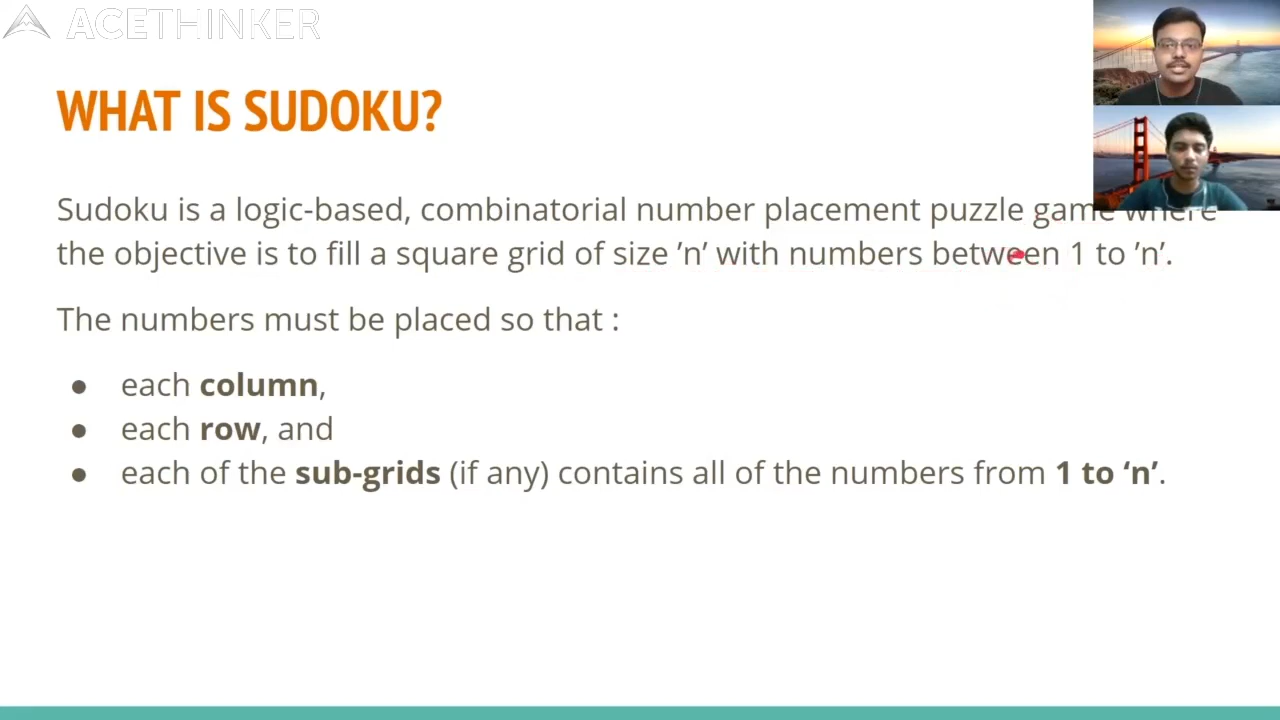 ACETHINKER
WHAT IS SUDOKU?
Sudoku is a logic-based, combinatorial number placement puzzle game where
the objective is to fill a square grid of size ’n’ with numbers between 1 to ’n’.
The numbers must be placed so that :
● each column,
● each row, and
● each of the sub-grids (if any) contains all of the numbers from 1 to ‘n’.